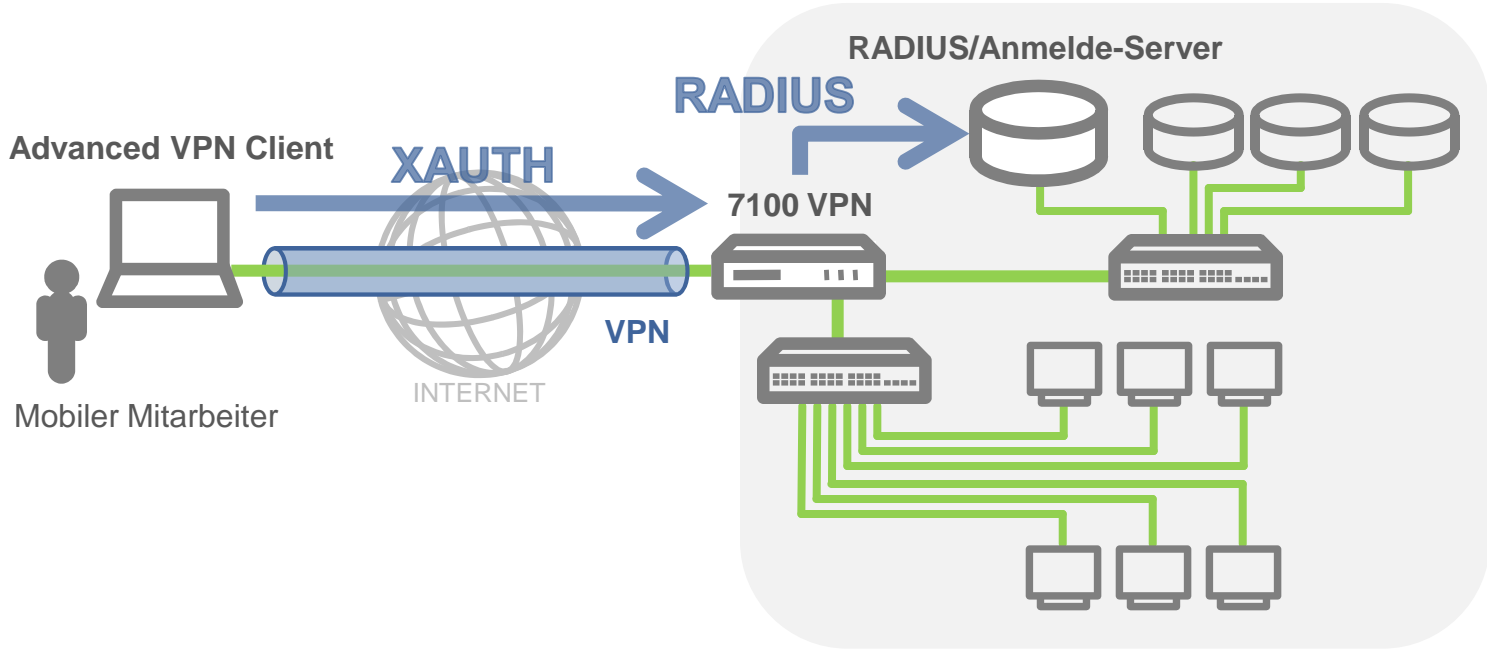 RADIUS/Anmelde-Server
RADIUS
Advanced VPN Client
XAUTH
7100 VPN
VPN
INTERNET
Mobiler Mitarbeiter